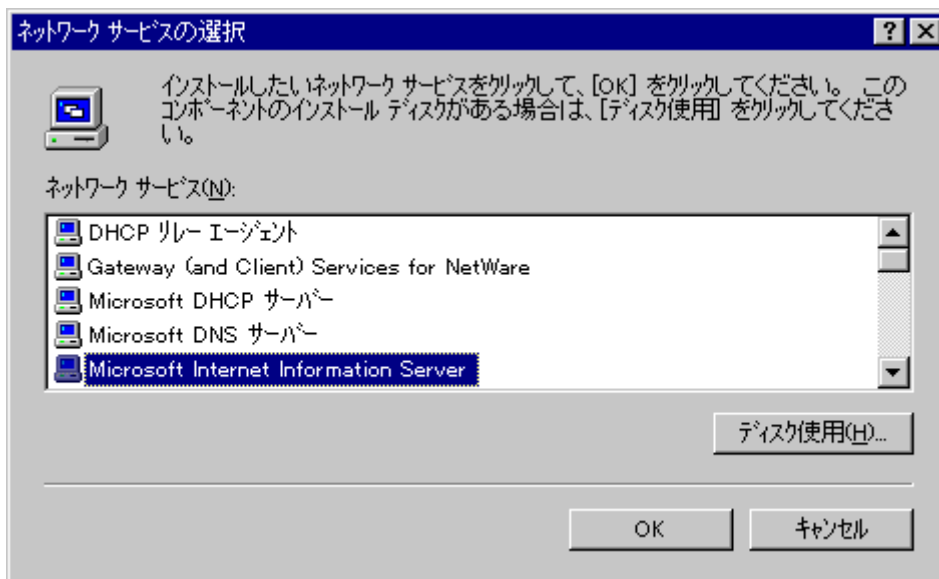 ネットワーク サービスの選択
インストールしたいネットワーク サービスをクリックして、[OK] をクリックしてください。 この
コンポーネントのインストール ディスクがある場合は、[ディスク使用] をクリックしてくださ
い。
ネットワーク サービス(N):
DHCP リレー エージェント
Gateway (and Client) Services for NetWare
Microsoft DHCP サーバー
Microsoft DNS サーバー
Microsoft Internet Information Server
ディスク使用(H)...
OK
キャンセル